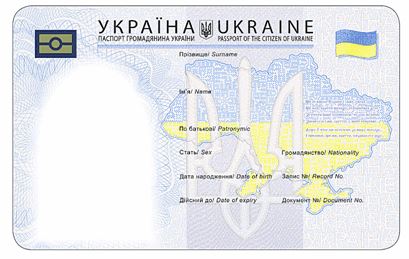 УКРАЇНА UKRAINE
ПАСПОРТ ГРОМАДЯНИНА УКРАЇНИ PASSPORT OF THE CITIZEN OF UKRAINE
Прізвище/ Surname
Ім'я/ Name
По батькові/ Patronymic
Стать/ Sex Громадянство/ Nationality
Дата народження/ Date of birth Запис №/ Record No.
Дійсний до/ Date of expiry Документ №/ Document No.